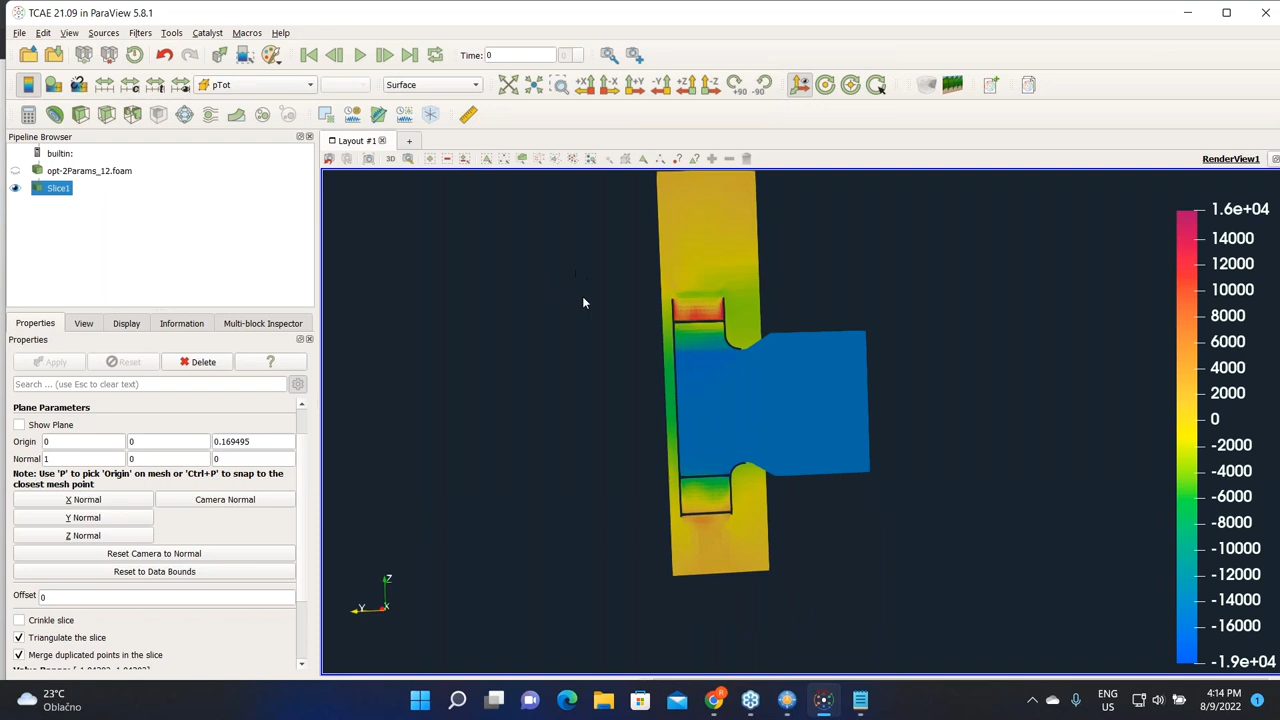 TCAE 21.09 in ParaView 5.8.1
File Edit View Sources Filters Tools Catalyst Macros Help
Time: 0 0
pTot Surface +X -X +Y -Y +Z -Z +90 -90
Pipeline Browser
Layout #1 +
builtin:
3D RenderView1
opt-2Params_12.foam
Slice1
1.6e+04
14000
12000
10000
8000
6000
4000
2000
0
-2000
-4000
-6000
-8000
-10000
-12000
-14000
-16000
-1.9e+04
Properties View Display Information Multi-block Inspector
Properties
Apply Reset Delete ?
Search ... (use Esc to clear text)
Plane Parameters
Show Plane
Origin 0 0 0.169495
Normal 1 0 0
Note: Use 'P' to pick 'Origin' on mesh or 'Ctrl+P' to snap to the
closest mesh point
X Normal Camera Normal
Y Normal
Z Normal
Reset Camera to Normal
Reset to Data Bounds
Offset 0
Crinkle slice
Triangulate the slice
Merge duplicated points in the slice
Z
Y X
23°C
Oblačno
R
ENG
US
4:14 PM
8/9/2022